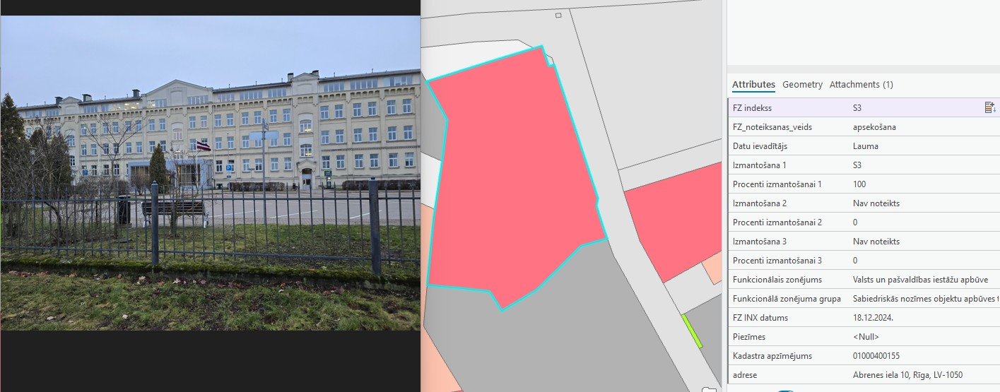 Attributes Geometry Attachments (1)
FZ indekss S3
FZ_noteiksanas_veids apsekošana
Datu ievadītājs Lauma
Izmantošana 1 S3
Procenti izmantošanai 1 100
Izmantošana 2 Nav noteikts
Procenti izmantošanai 2 0
Izmantošana 3 Nav noteikts
Procenti izmantošanai 3 0
Funkcionālais zonējums Valsts un pašvaldības iestāžu apbūve
Funkcionālā zonējuma grupa Sabiedriskās nozīmes objektu apbūves t
FZ INX datums 18.12.2024.
Piezīmes <Null>
Kadastra apzīmējums 01000400155
adrese Abrenes iela 10, Rīga, LV-1050